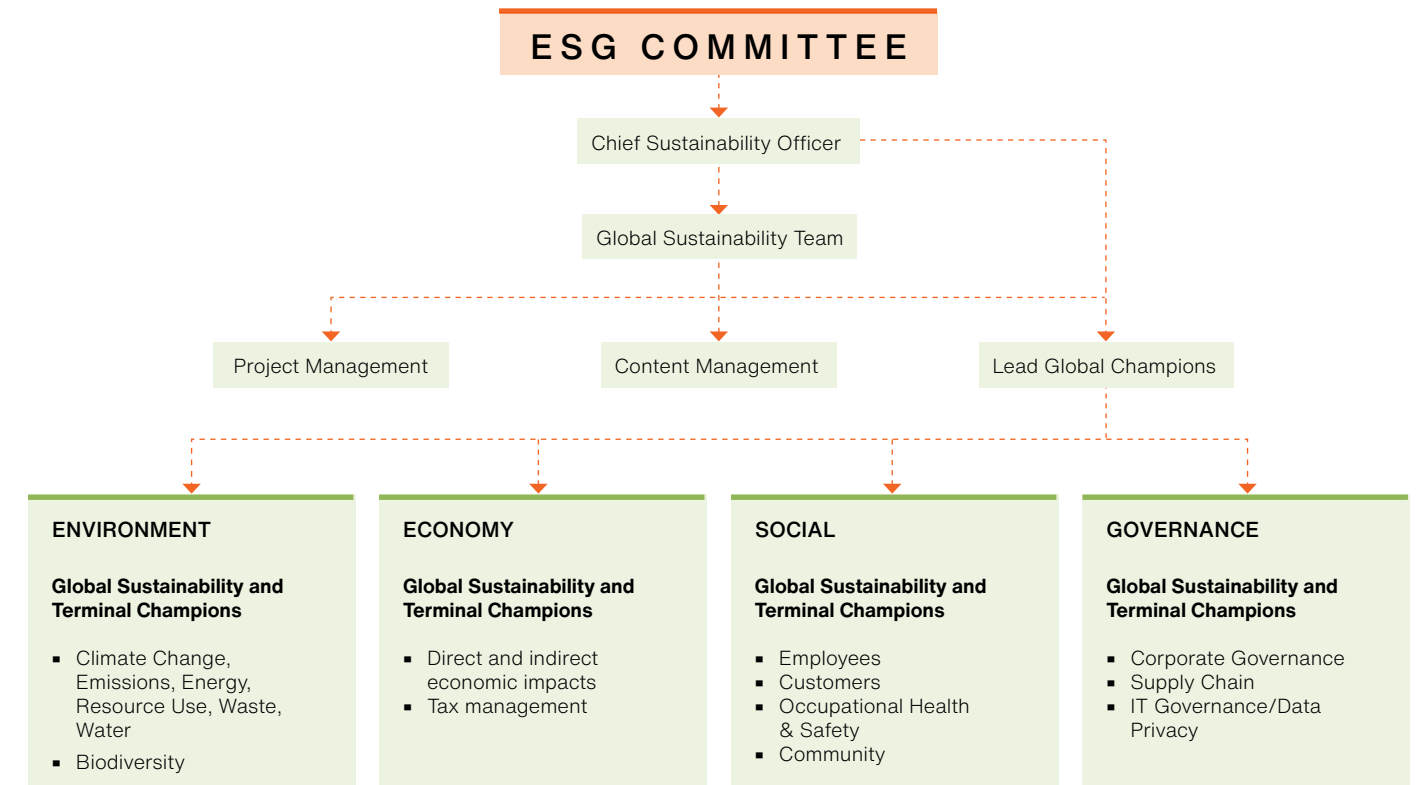 ESG COMMITTEE
Chief Sustainability Officer
Global Sustainability Team
Project Management
Content Management
Lead Global Champions
ENVIRONMENT
Global Sustainability and
Terminal Champions
▪ Climate Change,
Emissions, Energy,
Resource Use, Waste,
Water
▪ Biodiversity
ECONOMY
Global Sustainability and
Terminal Champions
▪ Direct and indirect
economic impacts
▪ Tax management
SOCIAL
Global Sustainability and
Terminal Champions
▪ Employees
▪ Customers
▪ Occupational Health
& Safety
▪ Community
GOVERNANCE
Global Sustainability and
Terminal Champions
▪ Corporate Governance
▪ Supply Chain
▪ IT Governance/Data
Privacy